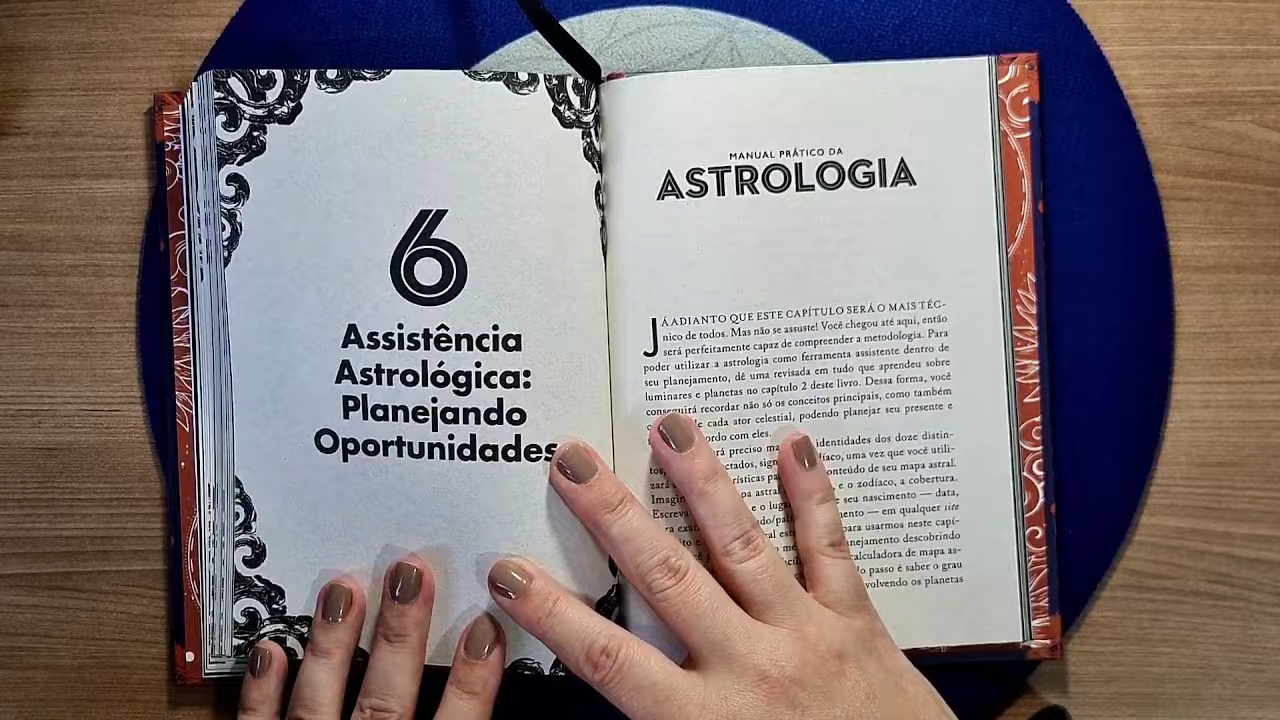 6
Assistência
Astrológica:
Planejando
Oportunidades
MANUAL PRÁTICO DA
ASTROLOGIA
JÁ ADIANTO QUE ESTE CAPÍTULO SERÁ O MAIS TÉC-
nico de todos. Mas não se assuste! Você chegou até aqui, então
será perfeitamente capaz de compreender a metodologia. Para
poder utilizar a astrologia como ferramenta assistente dentro de
seu planejamento, dê uma revisada em tudo que aprendeu sobre
luminares e planetas no capítulo 2 deste livro. Dessa forma, você
conseguirá recordar não só os conceitos principais, como também
de cada ator celestial, podendo planejar seu presente e
com eles.
preciso identidades dos doze distin-
tos, signos uma vez que você utili-
zará conteúdo de seu mapa astral.
e o zodíaco, a cobertura.
Escreva e o seu nascimento — data,
em qualquer site
para usarmos neste capí-
planejamento descobrindo
calculadora de mapa as-
passo é saber o grau
os planetas